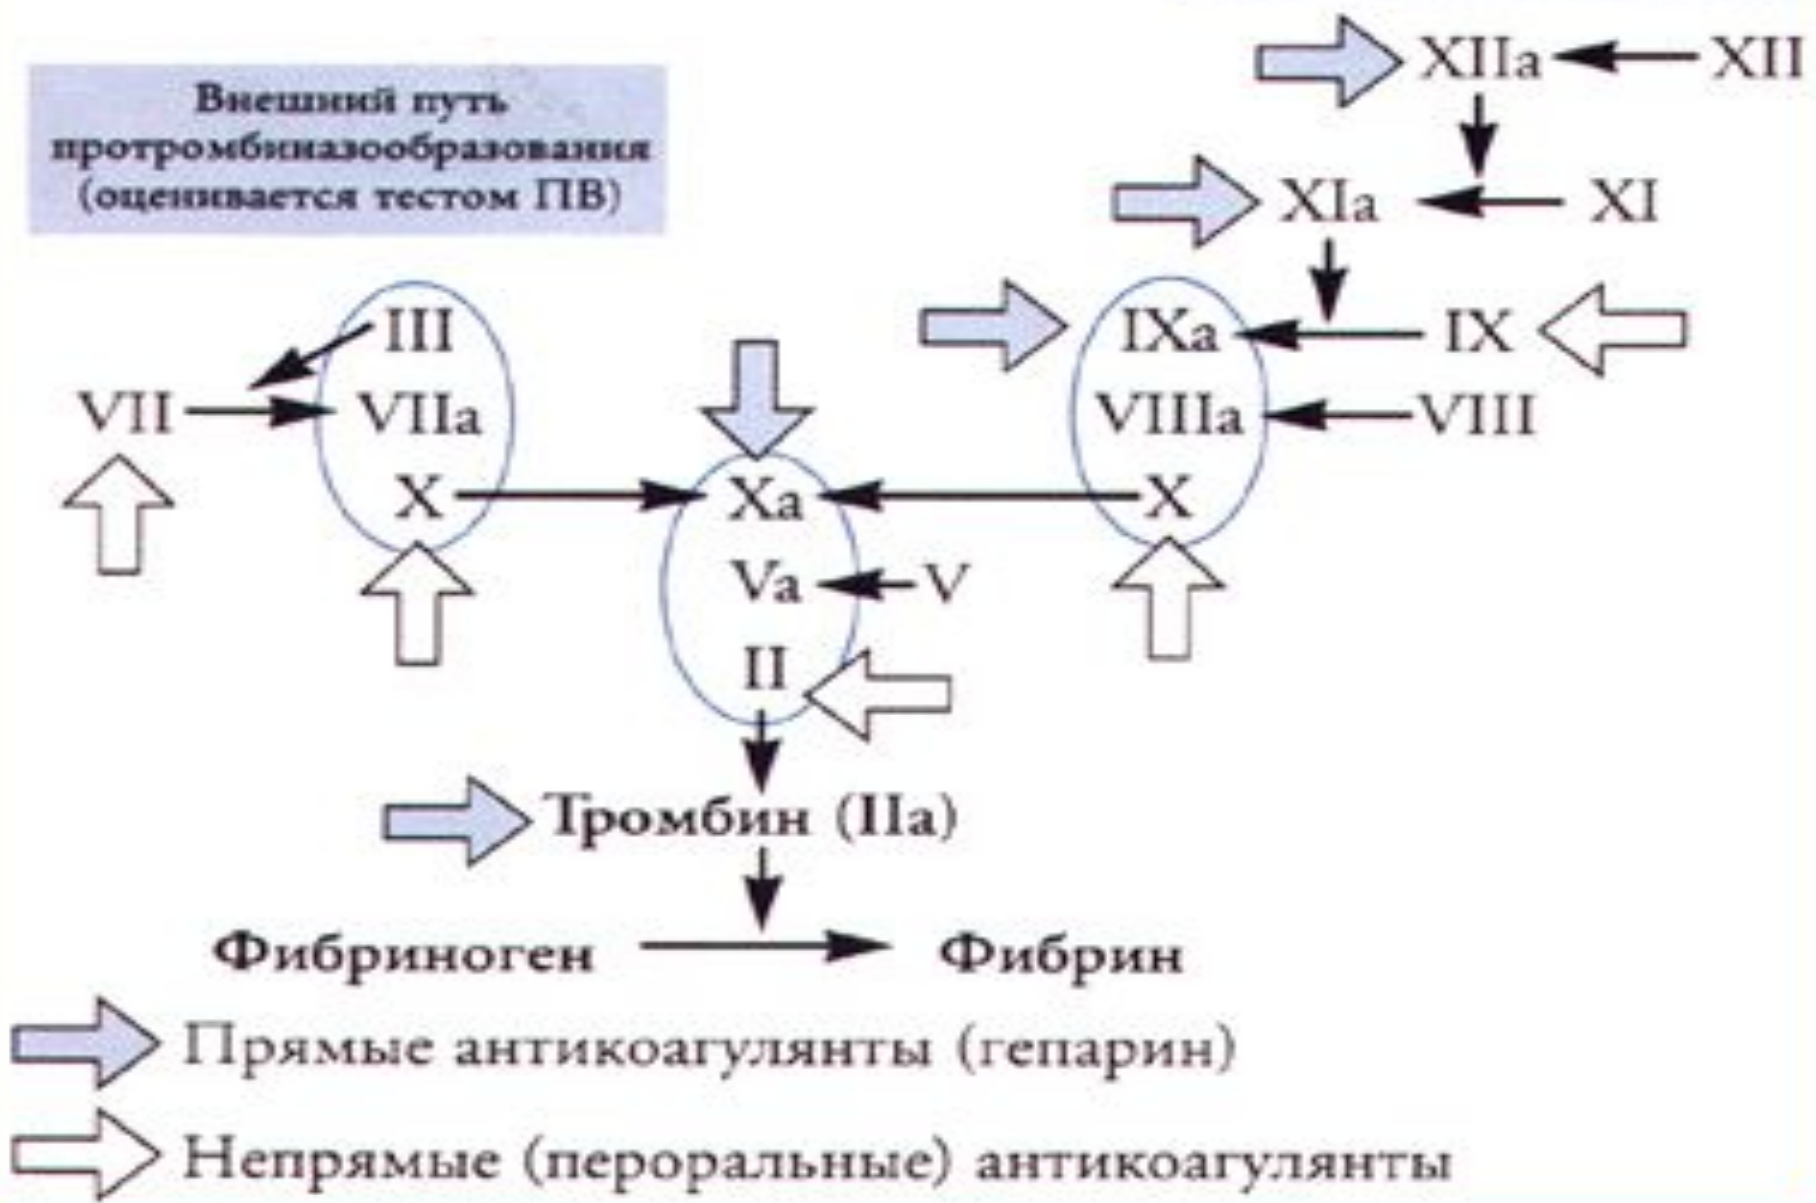 XIIa
XII
Внешний путь
протромбиназообразования
(оценивается тестом ПВ)
XIa
XI
III
IXa
IX
VII
VIIa
VIIIa
VIII
X
Xa
X
Va
V
II
Тромбин (IIa)
Фибриноген
Фибрин
Прямые антикоагулянты (гепарин)
Непрямые (пероральные) антикоагулянты